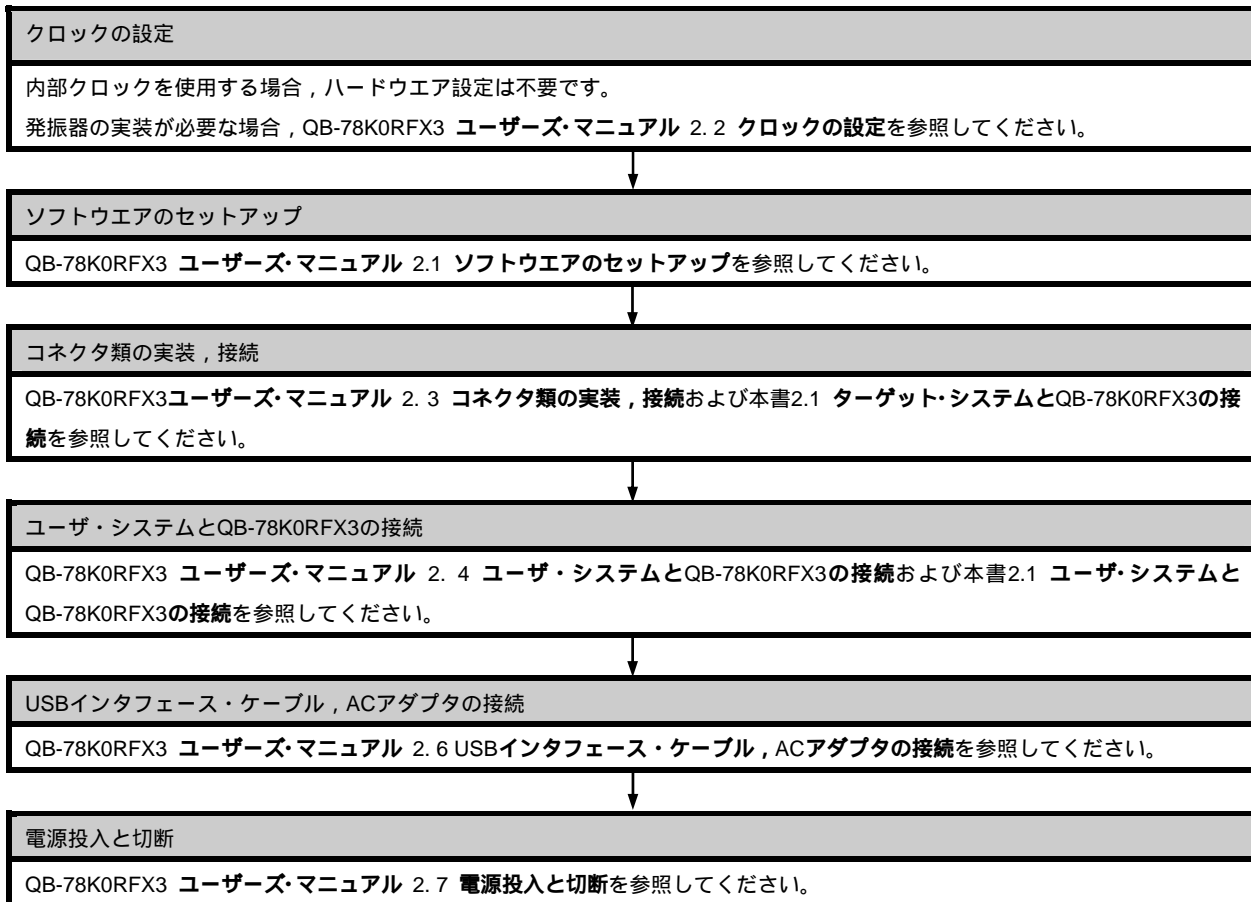 クロックの設定
内部クロックを使用する場合，ハードウエア設定は不要です。
発振器の実装が必要な場合，QB-78K0RFX3 ユーザーズ・マニュアル 2. 2 クロックの設定を参照してください。
ソフトウエアのセットアップ
QB-78K0RFX3 ユーザーズ・マニュアル 2.1 ソフトウエアのセットアップを参照してください。
コネクタ類の実装，接続
QB-78K0RFX3ユーザーズ・マニュアル 2. 3 コネクタ類の実装，接続および本書2.1 ターゲット・システムとQB-78K0RFX3の接
続を参照してください。
ユーザ・システムとQB-78K0RFX3の接続
QB-78K0RFX3 ユーザーズ・マニュアル 2. 4 ユーザ・システムとQB-78K0RFX3の接続および本書2.1 ユーザ・システムと
QB-78K0RFX3の接続を参照してください。
USBインタフェース・ケーブル，ACアダプタの接続
QB-78K0RFX3 ユーザーズ・マニュアル 2. 6 USBインタフェース・ケーブル，ACアダプタの接続を参照してください。
電源投入と切断
QB-78K0RFX3 ユーザーズ・マニュアル 2. 7 電源投入と切断を参照してください。